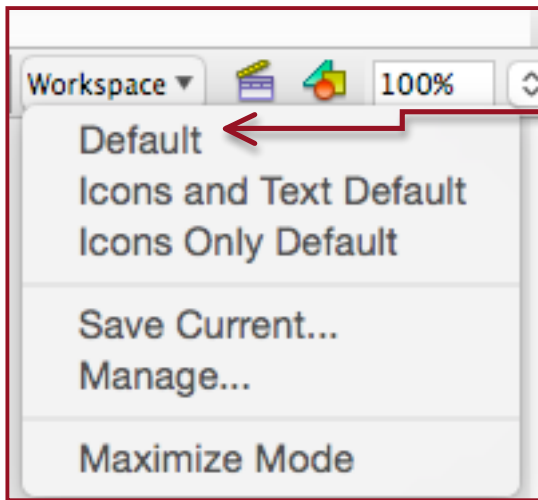 Workspace ▼ 100%
Default
Icons and Text Default
Icons Only Default
Save Current...
Manage...
Maximize Mode